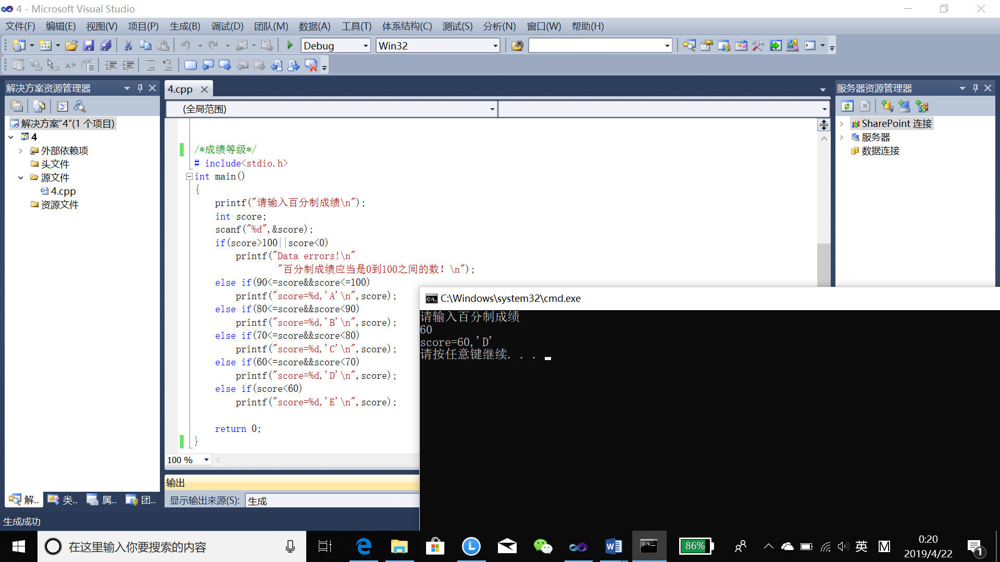 4 - Microsoft Visual Studio
文件(F) 编辑(E) 视图(V) 项目(P) 生成(B) 调试(D) 团队(M) 数据(A) 工具(T) 体系结构(C) 测试(S) 分析(N) 窗口(W) 帮助(H)
Debug Win32
解决方案资源管理器
解决方案"4"(1 个项目)
4
外部依赖项
头文件
源文件
4.cpp
资源文件
解.. 类.. 属.. 团..
4.cpp
(全局范围)
/*成绩等级*/
# include<stdio.h>
int main()
{
printf("请输入百分制成绩\n");
int score;
scanf("%d",&score);
if(score>100||score<0)
printf("Data errors!\n"
"百分制成绩应当是0到100之间的数！\n");
else if(90<=score&&score<=100)
printf("score=%d,'A'\n",score);
else if(80<=score&&score<90)
printf("score=%d,'B'\n",score);
else if(70<=score&&score<80)
printf("score=%d,'C'\n",score);
else if(60<=score&&score<70)
printf("score=%d,'D'\n",score);
else if(score<60)
printf("score=%d,'E'\n",score);
return 0;
}
100 %
输出
显示输出来源(S): 生成
服务器资源管理器
SharePoint 连接
服务器
数据连接
C:\Windows\system32\cmd.exe
请输入百分制成绩
60
score=60,'D'
请按任意键继续. . .
生成成功
在这里输入你要搜索的内容
86%
英
M
0:20
2019/4/22
1